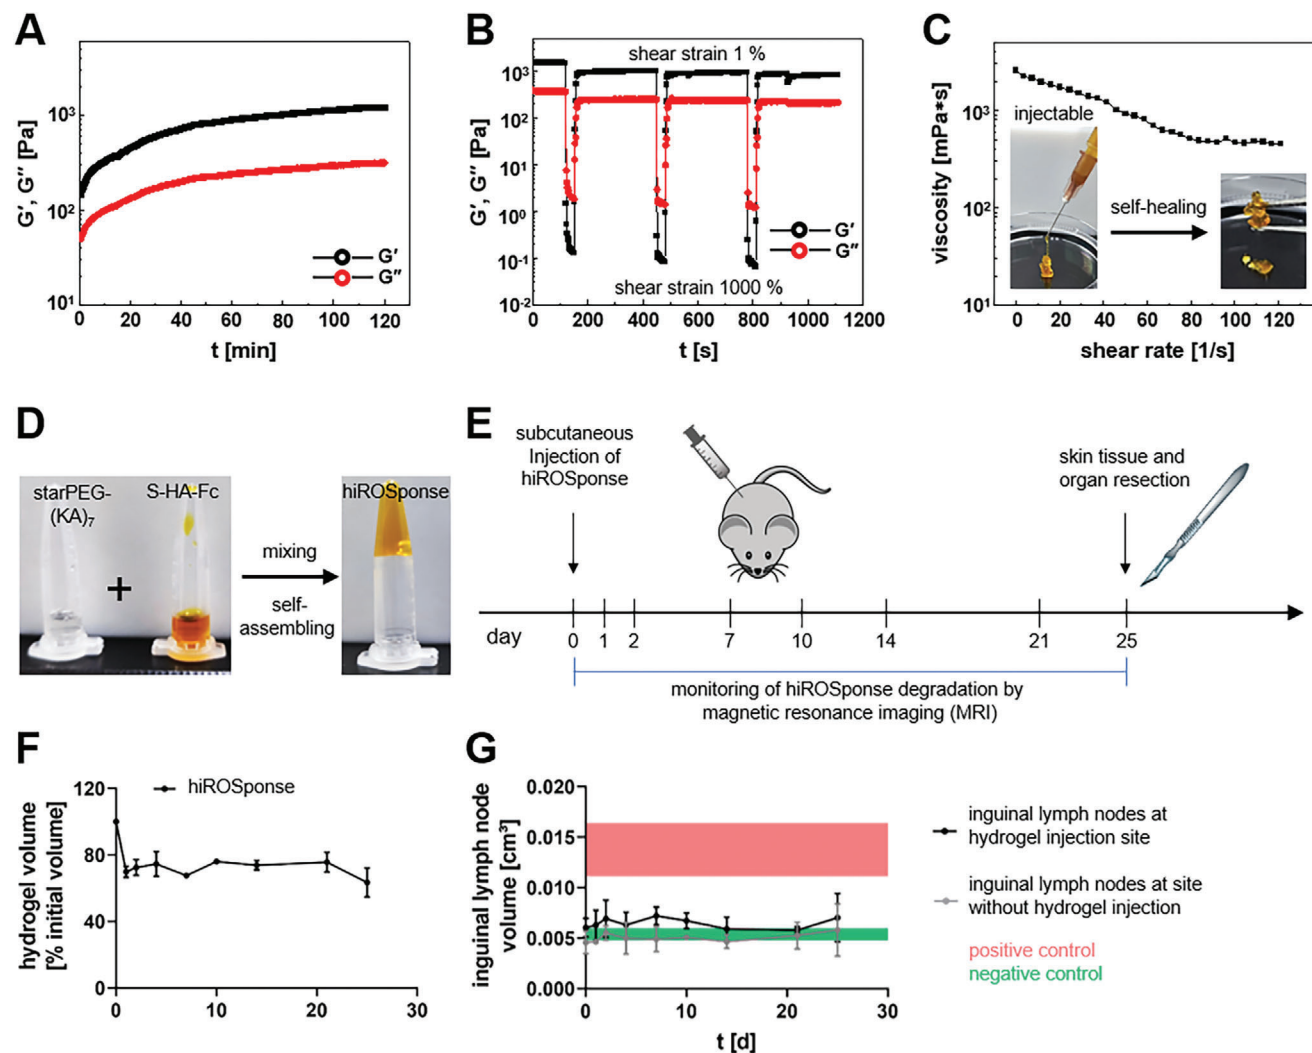 A
G′, G″ [Pa]
10³
10²
10¹
G′
G″
0 20 40 60 80 100 120
t [min]
B
G′, G″ [Pa]
shear strain 1 %
10³
10²
10¹
10⁰
10⁻¹
10⁻²
G′
G″
shear strain 1000 %
0 200 400 600 800 1000 1200
t [s]
C
viscosity [mPa*s]
10³
10²
10¹
injectable
self-healing
0 20 40 60 80 100 120
shear rate [1/s]
D
starPEG-
(KA)₇
+
S-HA-Fc
mixing
self-
assembling
hiROSponse
E
subcutaneous
Injection of
hiROSponse
skin tissue and
organ resection
day
0 1 2 7 10 14 21 25
monitoring of hiROSponse degradation by
magnetic resonance imaging (MRI)
F
hydrogel volume
[% initial volume]
120
80
40
0
hiROSponse
0 10 20 30
G
inguinal lymph node
volume [cm³]
0.020
0.015
0.010
0.005
0.000
0 10 20 30
t [d]
inguinal lymph nodes at
hydrogel injection site
inguinal lymph nodes at site
without hydrogel injection
positive control
negative control